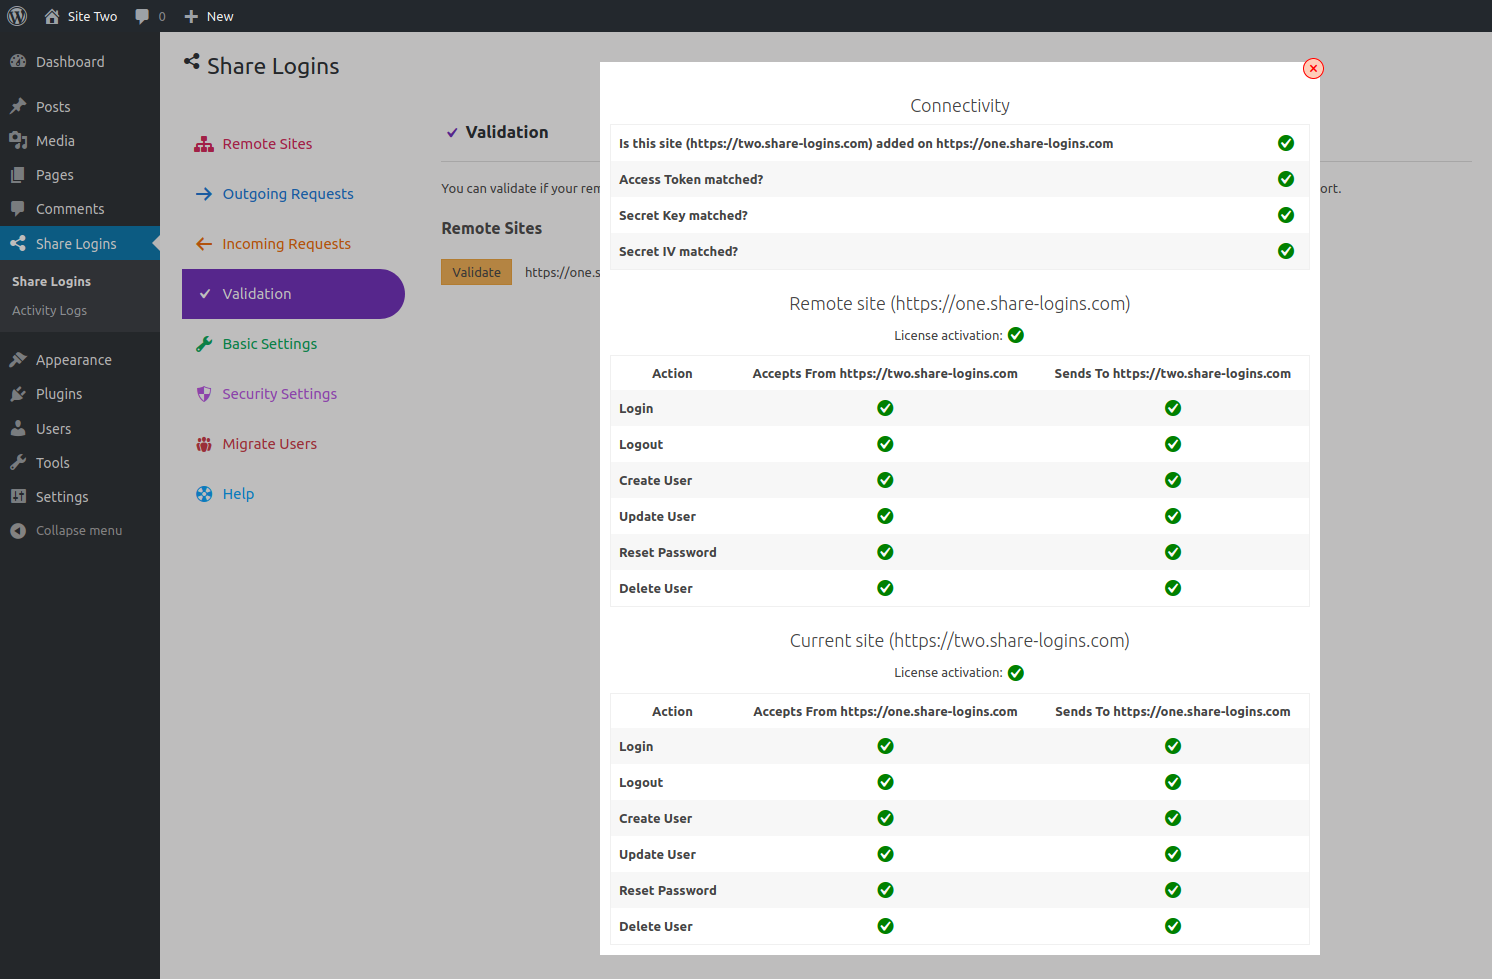 Site Two 0 New
Dashboard
Posts
Media
Pages
Comments
Share Logins
Share Logins
Activity Logs
Appearance
Plugins
Users
Tools
Settings
Collapse menu
Share Logins
Remote Sites
Outgoing Requests
Incoming Requests
Validation
Basic Settings
Security Settings
Migrate Users
Help
Validation
You can validate if your
Remote Sites
Validate https://one.s
Connectivity
Is this site (https://two.share-logins.com) added on https://one.share-logins.com
Access Token matched?
Secret Key matched?
Secret IV matched?
Remote site (https://one.share-logins.com)
License activation:
Action Accepts From https://two.share-logins.com Sends To https://two.share-logins.com
Login
Logout
Create User
Update User
Reset Password
Delete User
Current site (https://two.share-logins.com)
License activation:
Action Accepts From https://one.share-logins.com Sends To https://one.share-logins.com
Login
Logout
Create User
Update User
Reset Password
Delete User